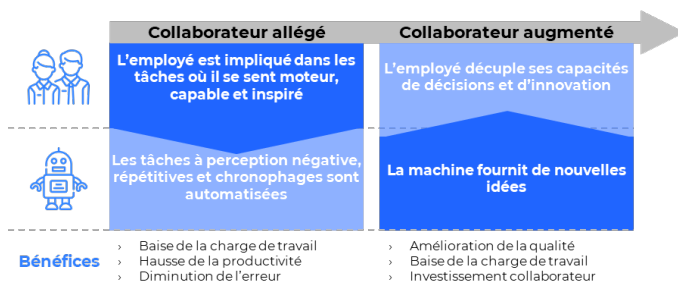 Collaborateur allégé
Collaborateur augmenté
L'employé est impliqué dans les
tâches où il se sent moteur,
capable et inspiré
L'employé décuple ses capacités
de décisions et d'innovation
Les tâches à perception négative,
répétitives et chronophages sont
automatisées
La machine fournit de nouvelles
idées
Bénéfices
› Baise de la charge de travail
› Hausse de la productivité
› Diminution de l'erreur
› Amélioration de la qualité
› Baise de la charge de travail
› Investissement collaborateur